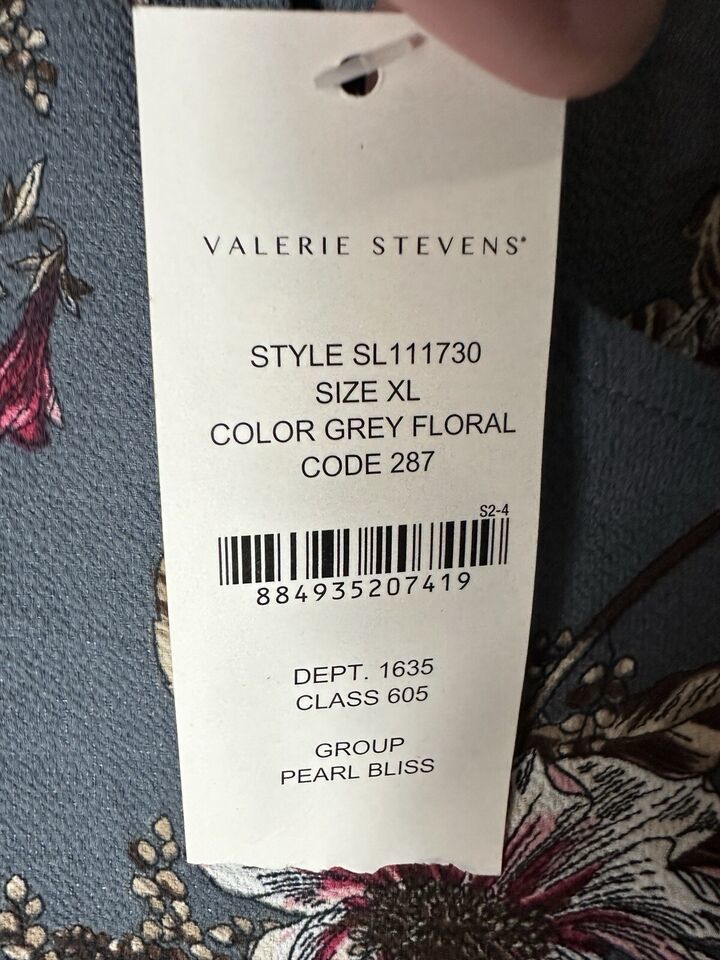 VALERIE STEVENS®
STYLE SL111730
SIZE XL
COLOR GREY FLORAL
CODE 287
S2-4
884935207419
DEPT. 1635
CLASS 605
GROUP
PEARL BLISS